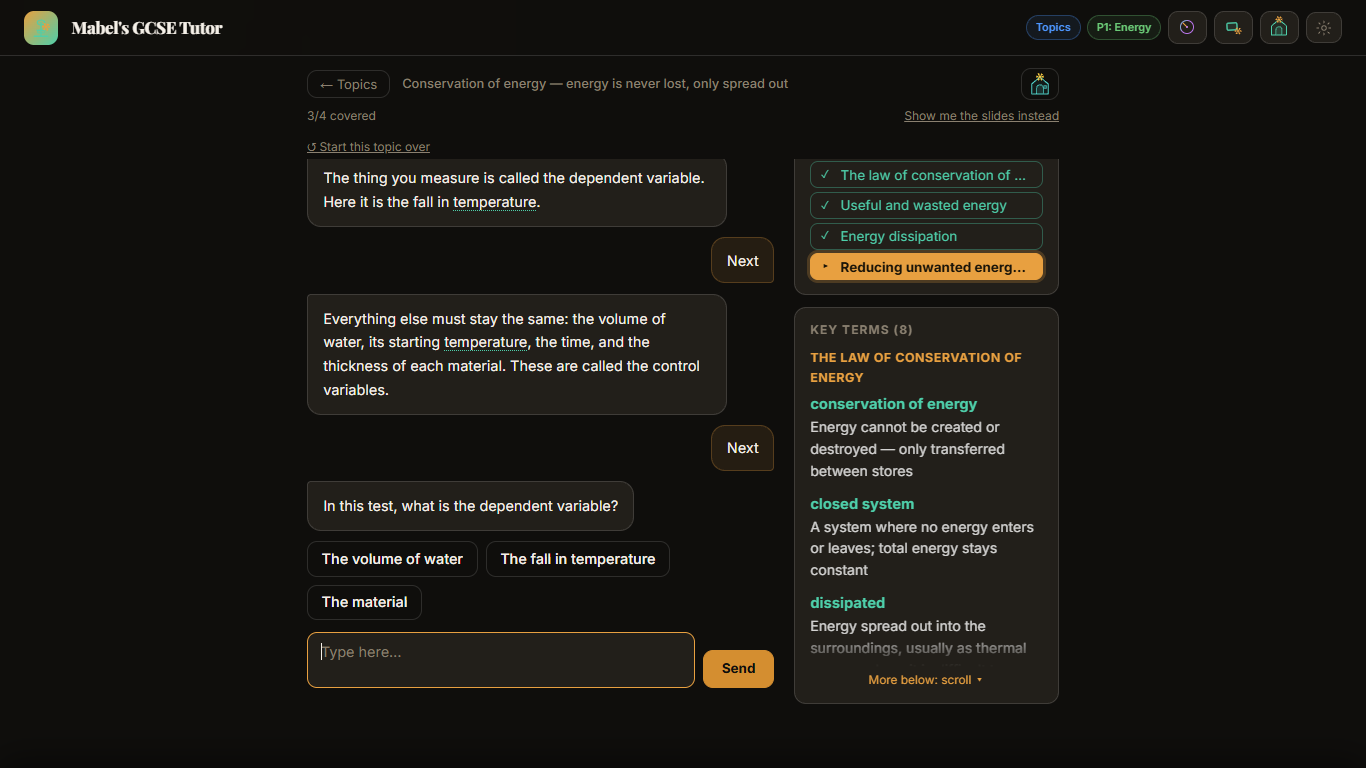 Mabel's GCSE Tutor
Topics
P1: Energy
← Topics
Conservation of energy — energy is never lost, only spread out
3/4 covered
Show me the slides instead
↺ Start this topic over
The thing you measure is called the dependent variable.
Here it is the fall in temperature.
Next
Everything else must stay the same: the volume of
water, its starting temperature, the time, and the
thickness of each material. These are called the control
variables.
Next
In this test, what is the dependent variable?
The volume of water
The fall in temperature
The material
Type here...
Send
✓ The law of conservation of ...
✓ Useful and wasted energy
✓ Energy dissipation
‣ Reducing unwanted energ...
KEY TERMS (8)
THE LAW OF CONSERVATION OF
ENERGY
conservation of energy
Energy cannot be created or
destroyed — only transferred
between stores
closed system
A system where no energy enters
or leaves; total energy stays
constant
dissipated
Energy spread out into the
surroundings, usually as thermal
More below: scroll ▾